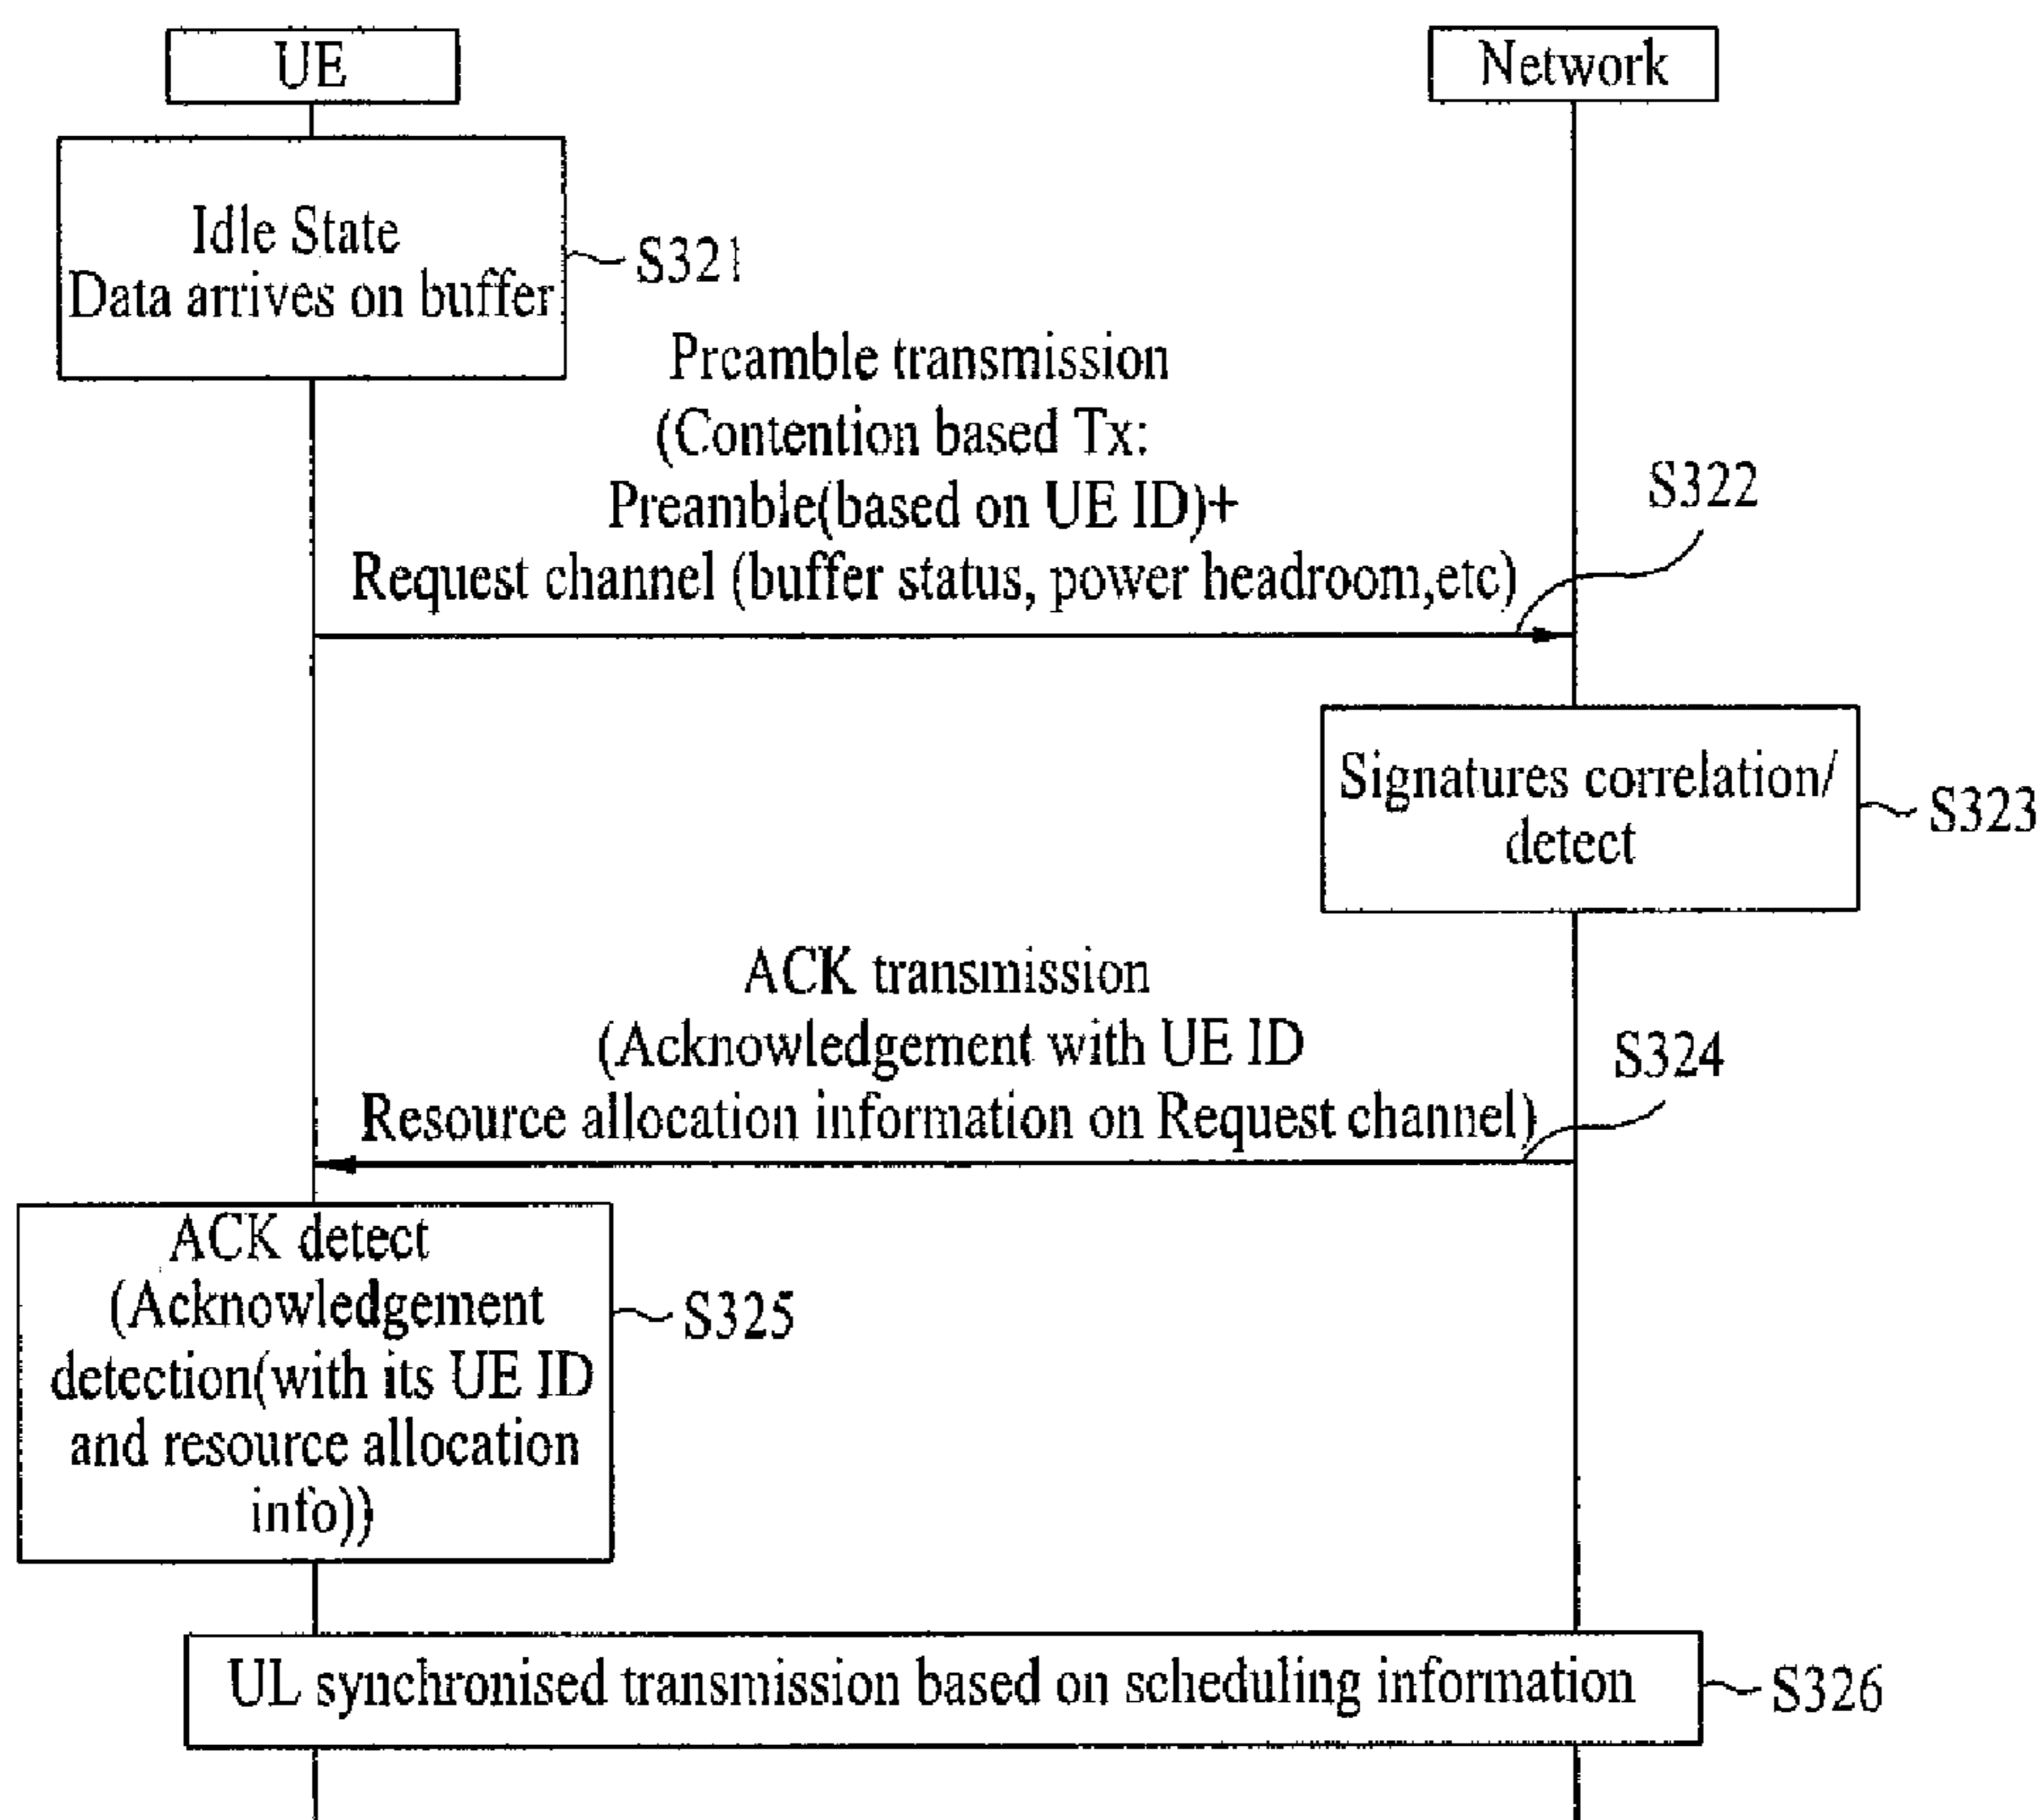 UE
Network
Idle State
Data arrives on buffer
S321
Preamble transmission
(Contention based Tx:
Preamble(based on UE ID)+
Request channel (buffer status, power headroom,etc)
S322
Signatures correlation/
detect
S323
ACK transmission
(Acknowledgement with UE ID
Resource allocation information on Request channel)
S324
ACK detect
(Acknowledgement
detection(with its UE ID
and resource allocation
info))
S325
UL synchronised transmission based on scheduling information
S326